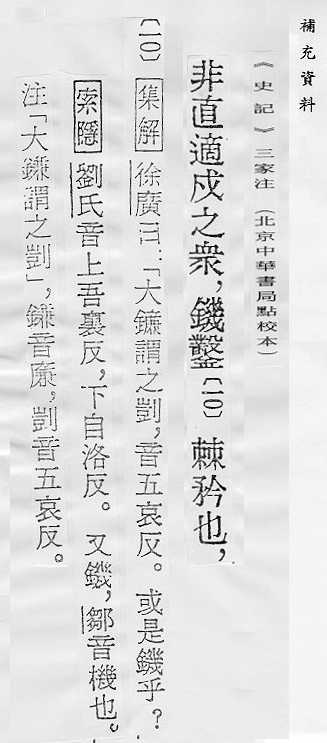 補充資料
《史記》三家注（北京中華書局點校本）
非直適戍之衆，鐖鑿〔一〇〕棘矜也，
〔一〇〕集解徐廣曰：「大鐮謂之剴，音五哀反。或是鐖乎？
索隱劉氏音上吾裏反，下自洛反。又鐖，鄒音機也。
注「大鎌謂之剴」，鎌音廉，剴音五哀反。